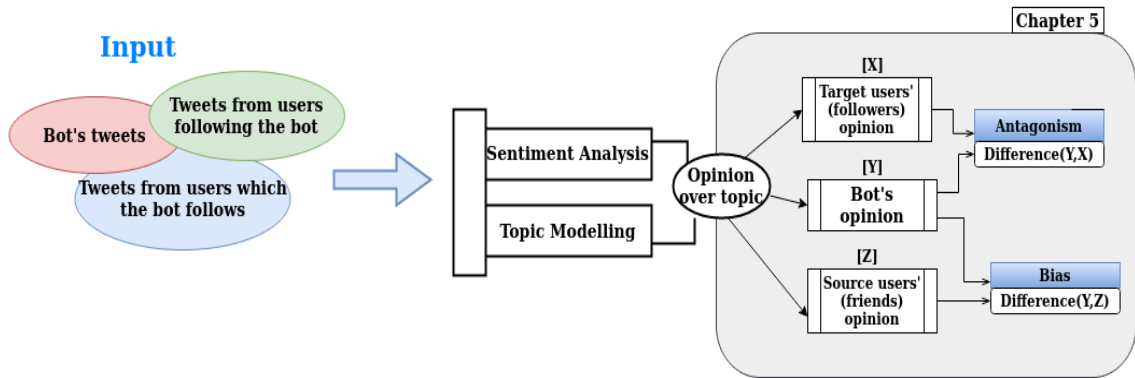 Input
Bot's tweets
Tweets from users
following the bot
Tweets from users which
the bot follows
Sentiment Analysis
Topic Modelling
Opinion
over topic
Chapter 5
[X]
Target users'
(followers)
opinion
[Y]
Bot's
opinion
[Z]
Source users'
(friends)
opinion
Antagonism
Difference(Y,X)
Bias
Difference(Y,Z)